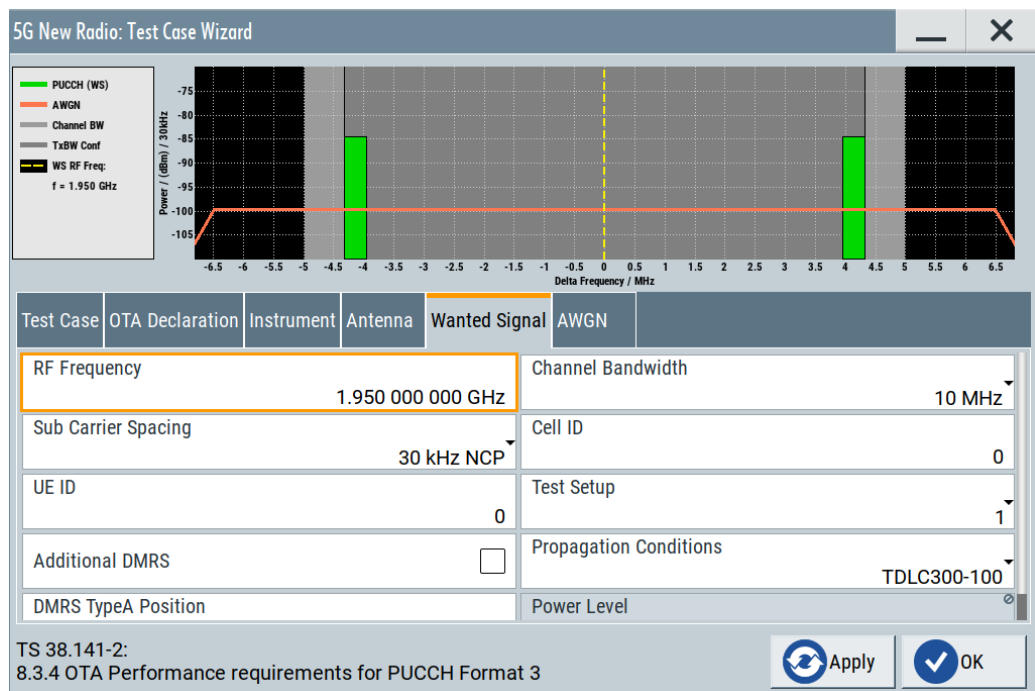 5G New Radio: Test Case Wizard
PUCCH (WS)
AWGN
Channel BW
TxBW Conf
WS RF Freq:
f = 1.950 GHz
Power / (dBm) / 30kHz
-75
-80
-85
-90
-95
-100
-105
-6.5 -6 -5.5 -5 -4.5 -4 -3.5 -3 -2.5 -2 -1.5 -1 -0.5 0 0.5 1 1.5 2 2.5 3 3.5 4 4.5 5 5.5 6 6.5
Delta Frequency / MHz
Test Case OTA Declaration Instrument Antenna Wanted Signal AWGN
RF Frequency
1.950 000 000 GHz
Channel Bandwidth
10 MHz
Sub Carrier Spacing
30 kHz NCP
Cell ID
0
UE ID
0
Test Setup
1
Additional DMRS
Propagation Conditions
TDLC300-100
DMRS TypeA Position
Power Level
TS 38.141-2:
8.3.4 OTA Performance requirements for PUCCH Format 3
Apply
OK